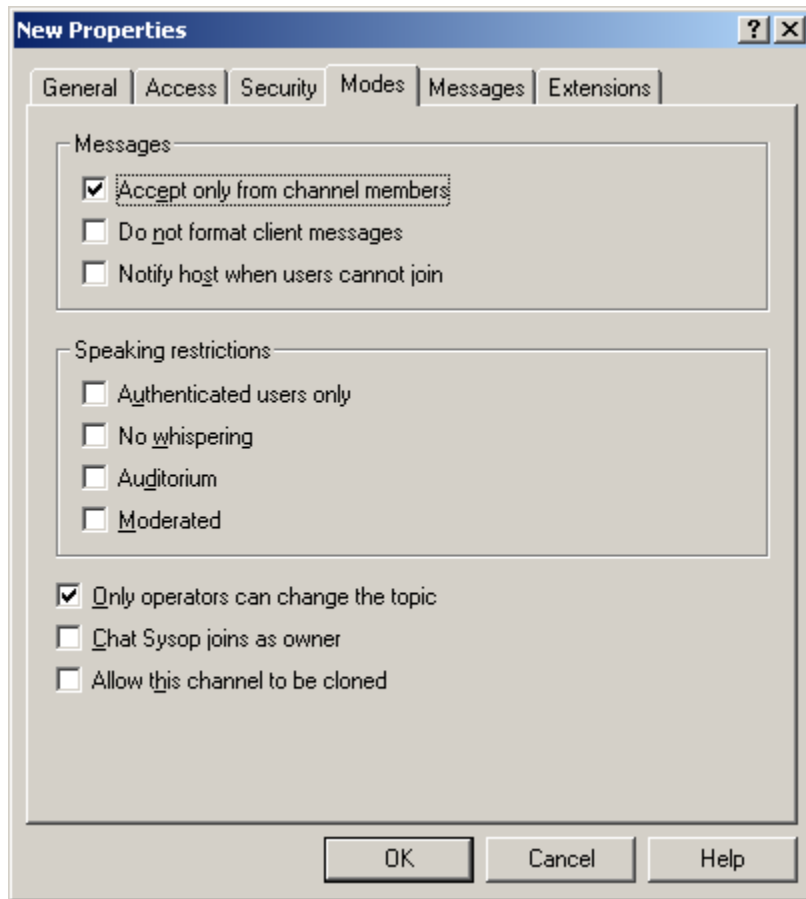 New Properties
General Access Security Modes Messages Extensions
Messages
Accept only from channel members
Do not format client messages
Notify host when users cannot join
Speaking restrictions
Authenticated users only
No whispering
Auditorium
Moderated
Only operators can change the topic
Chat Sysop joins as owner
Allow this channel to be cloned
OK Cancel Help